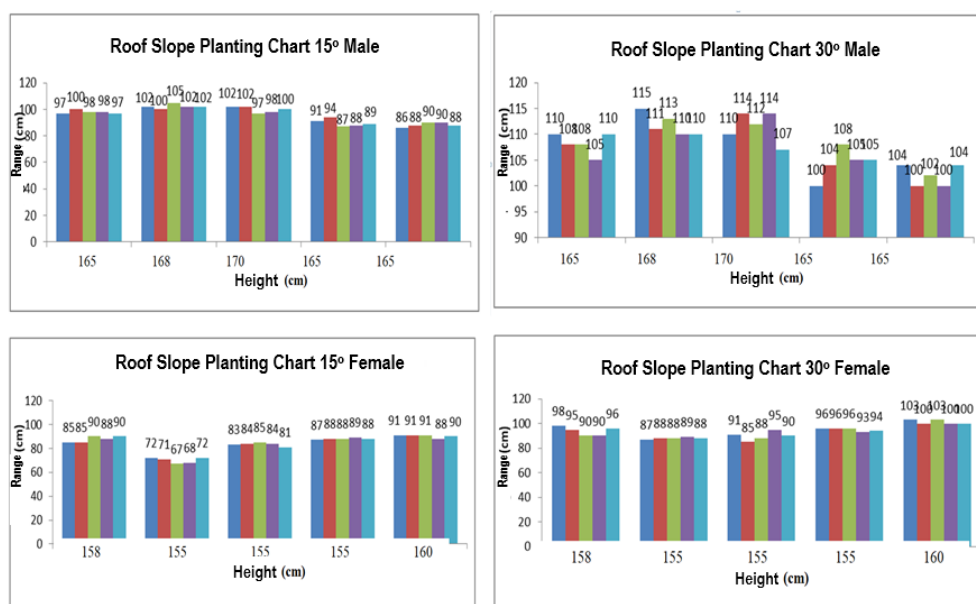 Roof Slope Planting Chart 15º Male
Range (cm)
120
100
80
60
40
20
0
97 100 98 98 97
102 100 105 102 102
102 102 97 98 100
91 94 87 88 89
86 88 90 90 88
165 168 170 165 165
Height (cm)
Roof Slope Planting Chart 30º Male
Range (cm)
120
115
110
105
100
95
90
110 108 108 105 110
115 111 113 110 110
110 114 112 114 107
100 104 108 105 105
104 100 102 100 104
165 168 170 165 165
Height (cm)
Roof Slope Planting Chart 15º Female
Range (cm)
120
100
80
60
40
20
0
85 85 90 88 90
72 71 67 68 72
83 84 85 84 81
87 88 88 89 88
91 91 91 88 90
158 155 155 155 160
Height (cm)
Roof Slope Planting Chart 30º Female
Range (cm)
120
100
80
60
40
20
0
98 95 90 90 96
87 88 88 89 88
91 85 88 95 90
96 96 96 93 94
103 100 103 100 100
158 155 155 155 160
Height (cm)